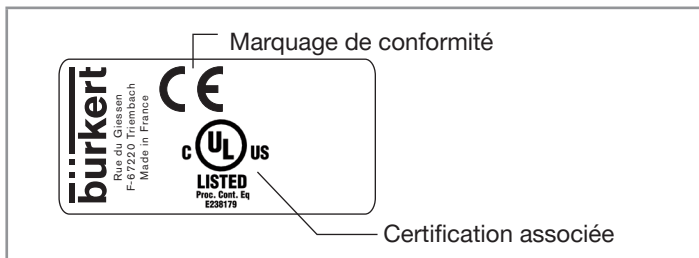 Marquage de conformité
bürkert
Rue du Giessen
F-67220 Triembach
Made in France
CE
C UL US
LISTED
Proc. Cont. Eq
E238179
Certification associée